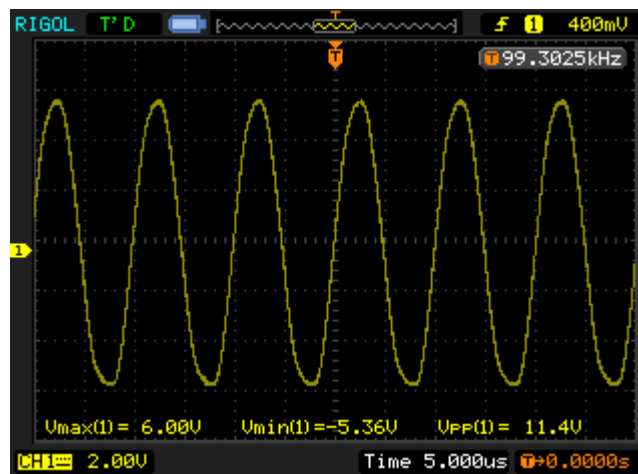 RIGOL T'D T f 1 400mV
T 99.3025kHz
T
1
Vmax(1)= 6.00V Vmin(1)=-5.36V Vpp(1)= 11.4V
CH1 2.00V Time 5.000us T→0.0000s